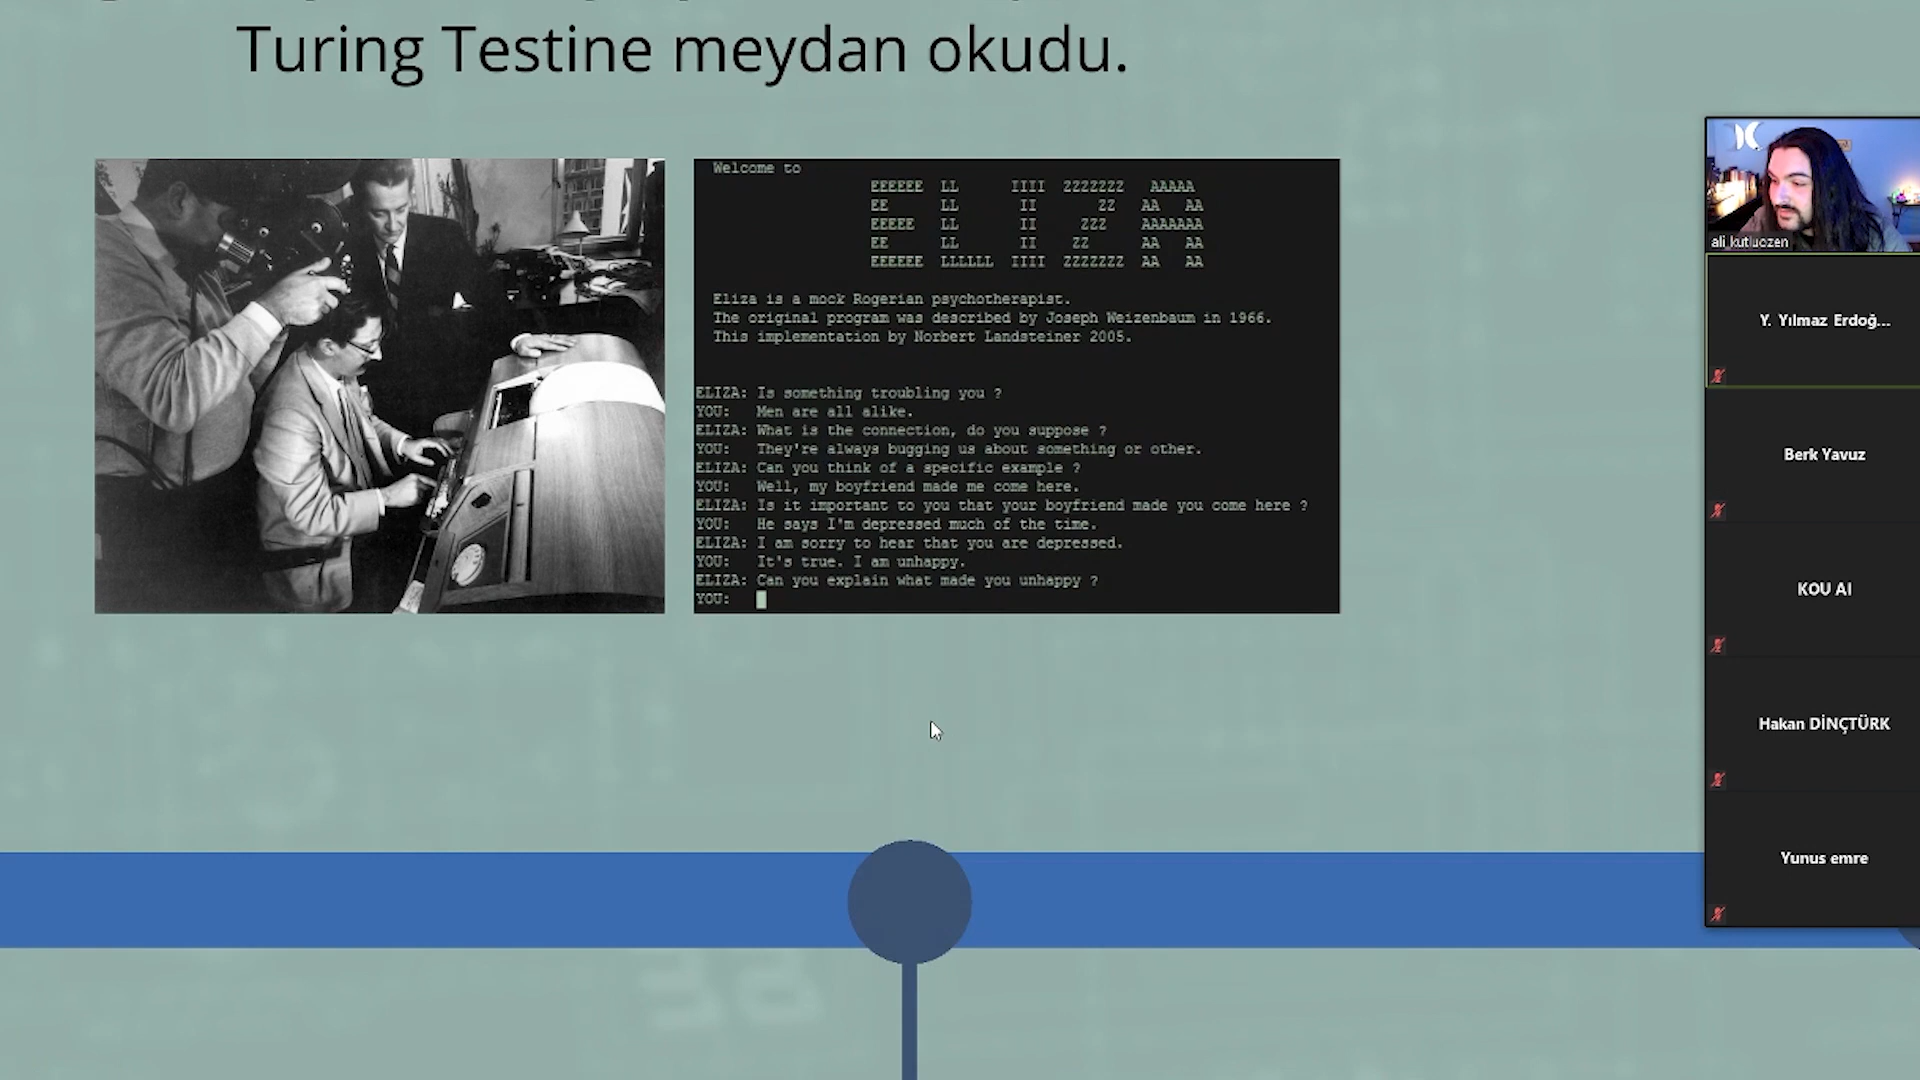 Turing Testine meydan okudu.
Welcome to
EEEEEE LL IIII ZZZZZZZ AAAAA
EE LL II ZZ AA AA
EEEEE LL II ZZZ AAAAAAA
EE LL II ZZ AA AA
EEEEEE LLLLLL IIII ZZZZZZZ AA AA
Eliza is a mock Rogerian psychotherapist.
The original program was described by Joseph Weizenbaum in 1966.
This implementation by Norbert Landsteiner 2005.
ELIZA: Is something troubling you ?
YOU: Men are all alike.
ELIZA: What is the connection, do you suppose ?
YOU: They're always bugging us about something or other.
ELIZA: Can you think of a specific example ?
YOU: Well, my boyfriend made me come here.
ELIZA: Is it important to you that your boyfriend made you come here ?
YOU: He says I'm depressed much of the time.
ELIZA: I am sorry to hear that you are depressed.
YOU: It's true. I am unhappy.
ELIZA: Can you explain what made you unhappy ?
YOU:
ali kutluozen
Y. Yılmaz Erdoğ...
Berk Yavuz
KOU AI
Hakan DİNÇTÜRK
Yunus emre